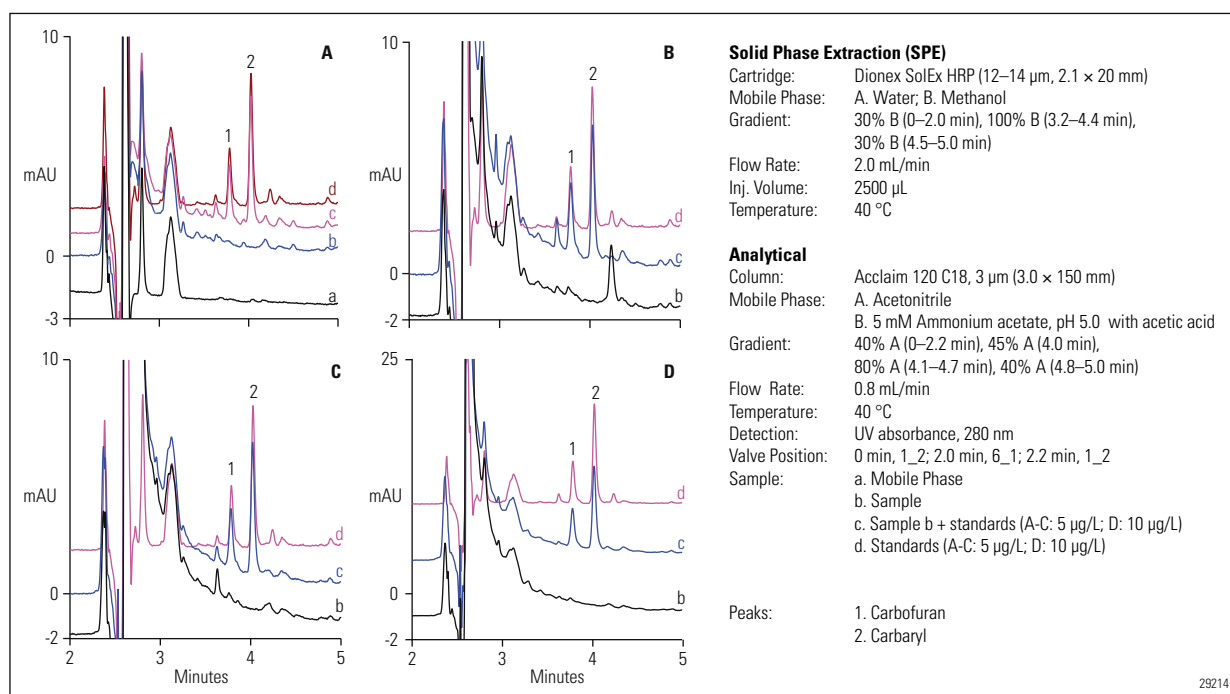 10
A
2
1
mAU
d
c
b
a
0
-3
2
3
4
5
10
B
2
1
mAU
d
c
b
0
-2
2
3
4
5
10
C
2
1
mAU
d
c
b
0
-2
2
3
4
5
Minutes
25
D
2
1
mAU
d
c
b
0
-2
2
3
4
5
Minutes
Solid Phase Extraction (SPE)
Cartridge: Dionex SolEx HRP (12–14 µm, 2.1 × 20 mm)
Mobile Phase: A. Water; B. Methanol
Gradient: 30% B (0–2.0 min), 100% B (3.2–4.4 min),
30% B (4.5–5.0 min)
Flow Rate: 2.0 mL/min
Inj. Volume: 2500 µL
Temperature: 40 °C
Analytical
Column: Acclaim 120 C18, 3 µm (3.0 × 150 mm)
Mobile Phase: A. Acetonitrile
B. 5 mM Ammonium acetate, pH 5.0 with acetic acid
Gradient: 40% A (0–2.2 min), 45% A (4.0 min),
80% A (4.1–4.7 min), 40% A (4.8–5.0 min)
Flow Rate: 0.8 mL/min
Temperature: 40 °C
Detection: UV absorbance, 280 nm
Valve Position: 0 min, 1_2; 2.0 min, 6_1; 2.2 min, 1_2
Sample: a. Mobile Phase
b. Sample
c. Sample b + standards (A-C: 5 µg/L; D: 10 µg/L)
d. Standards (A-C: 5 µg/L; D: 10 µg/L)
Peaks: 1. Carbofuran
2. Carbaryl
29214